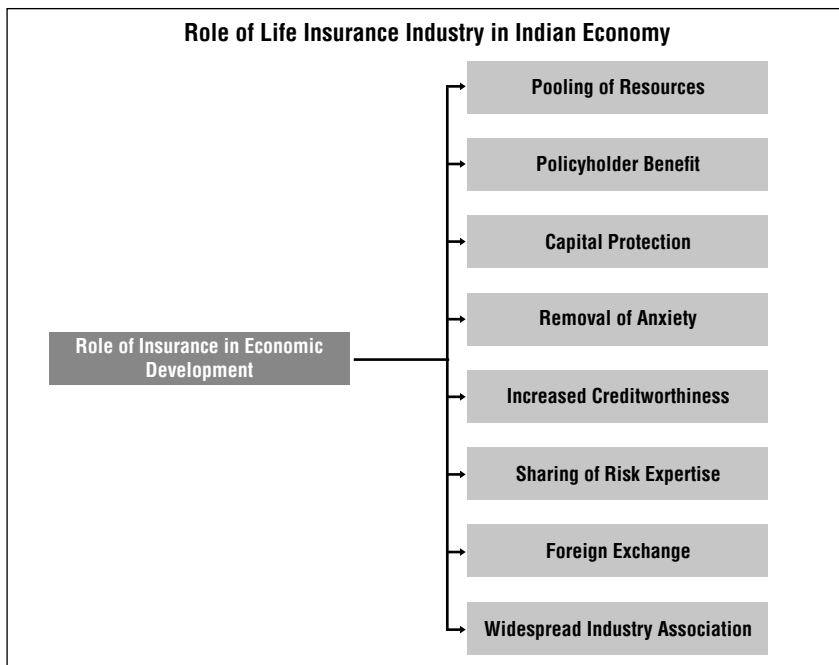 Role of Life Insurance Industry in Indian Economy
Pooling of Resources
Policyholder Benefit
Capital Protection
Removal of Anxiety
Role of Insurance in Economic
Development
Increased Creditworthiness
Sharing of Risk Expertise
Foreign Exchange
Widespread Industry Association